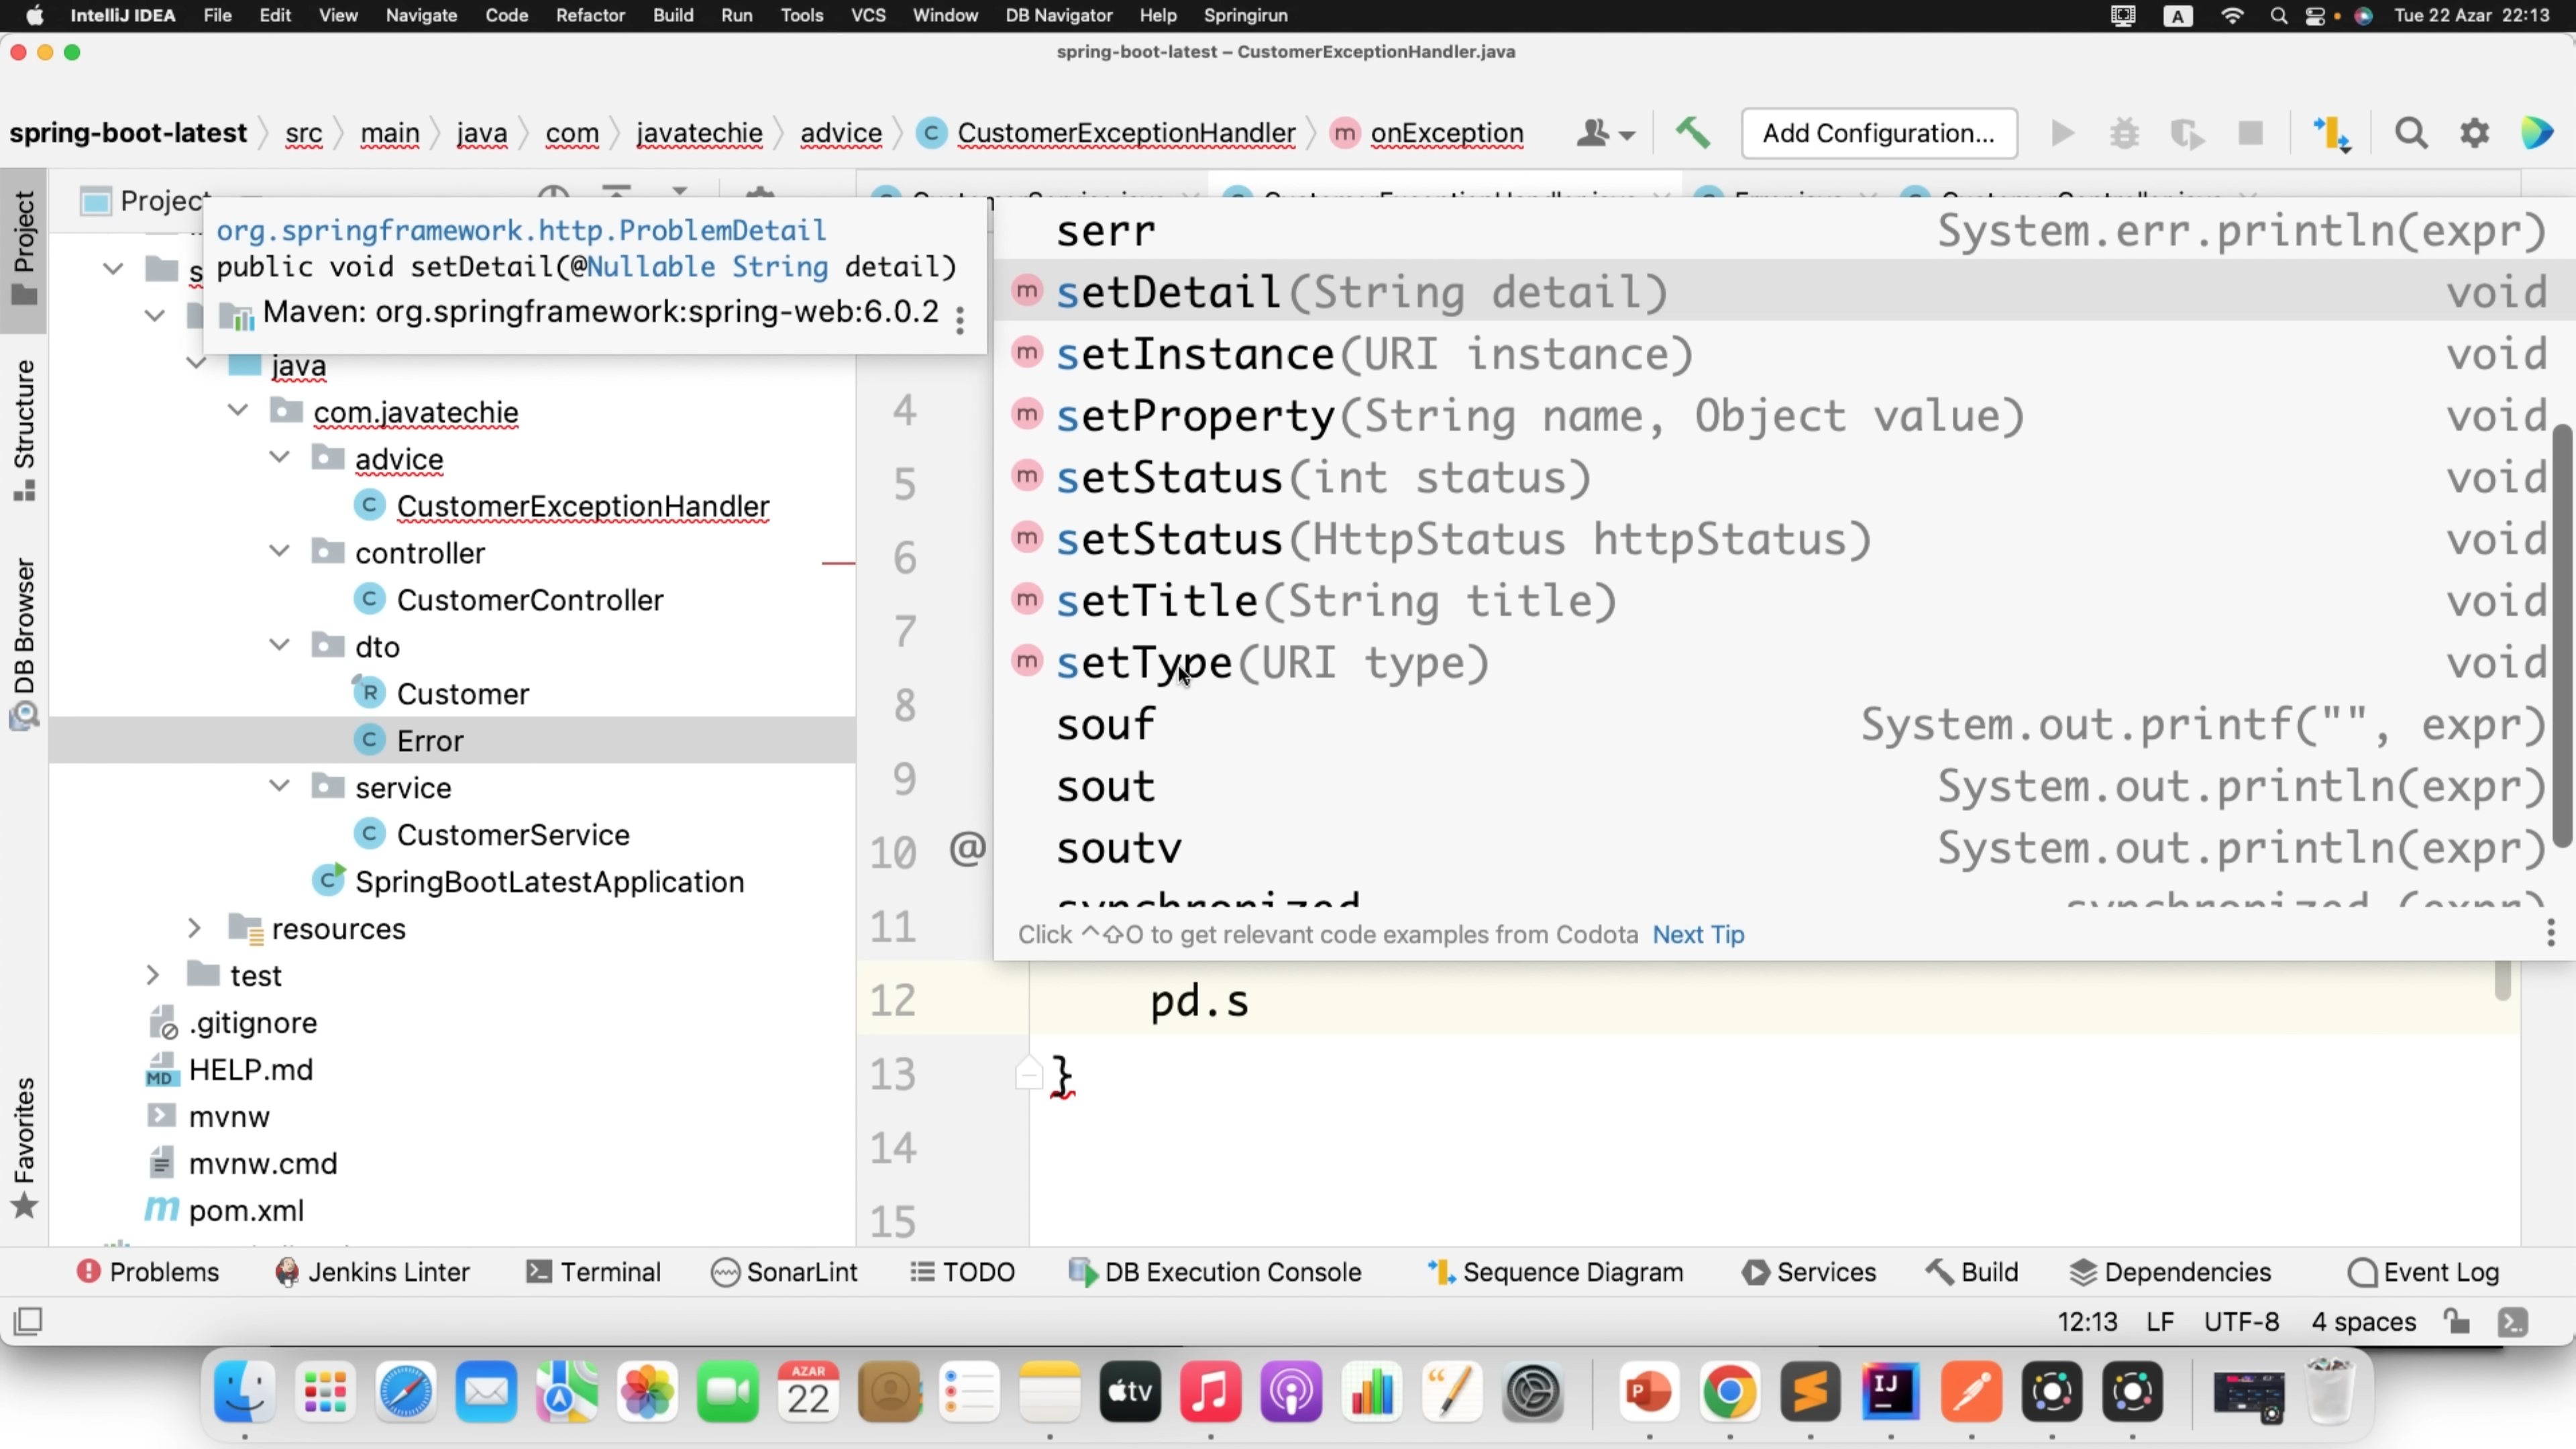 IntelliJ IDEA File Edit View Navigate Code Refactor Build Run Tools VCS Window DB Navigator Help Springirun A Tue 22 Azar 22:13
spring-boot-latest – CustomerExceptionHandler.java
spring-boot-latest src main java com javatechie advice C CustomerExceptionHandler m onException Add Configuration...
Project
org.springframework.http.ProblemDetail
public void setDetail(@Nullable String detail)
Maven: org.springframework:spring-web:6.0.2
java
com.javatechie
advice
C CustomerExceptionHandler
controller
C CustomerController
dto
R Customer
C Error
service
C CustomerService
C SpringBootLatestApplication
resources
test
.gitignore
MD HELP.md
mvnw
mvnw.cmd
m pom.xml
Project
Structure
DB Browser
Favorites
serr System.err.println(expr)
m setDetail(String detail) void
m setInstance(URI instance) void
m setProperty(String name, Object value) void
m setStatus(int status) void
m setStatus(HttpStatus httpStatus) void
m setTitle(String title) void
m setType(URI type) void
souf System.out.printf("", expr)
sout System.out.println(expr)
soutv System.out.println(expr)
synchronized synchronized (expr)
Click ^⇧O to get relevant code examples from Codota Next Tip
4
5
6
7
8
9
10 @
11
12 pd.s
13 }
14
15
Problems Jenkins Linter Terminal SonarLint TODO DB Execution Console Sequence Diagram Services Build Dependencies Event Log
12:13 LF UTF-8 4 spaces
AZAR
22
tv
P
IJ